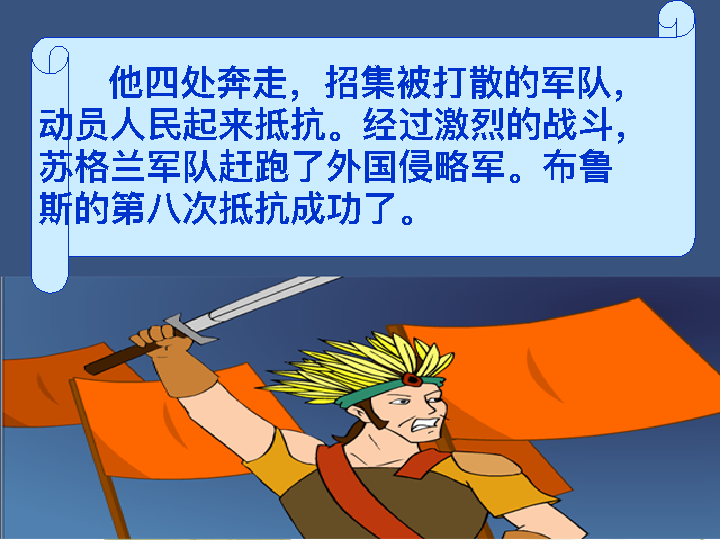 他四处奔走，招集被打散的军队，
动员人民起来抵抗。经过激烈的战斗，
苏格兰军队赶跑了外国侵略军。布鲁
斯的第八次抵抗成功了。